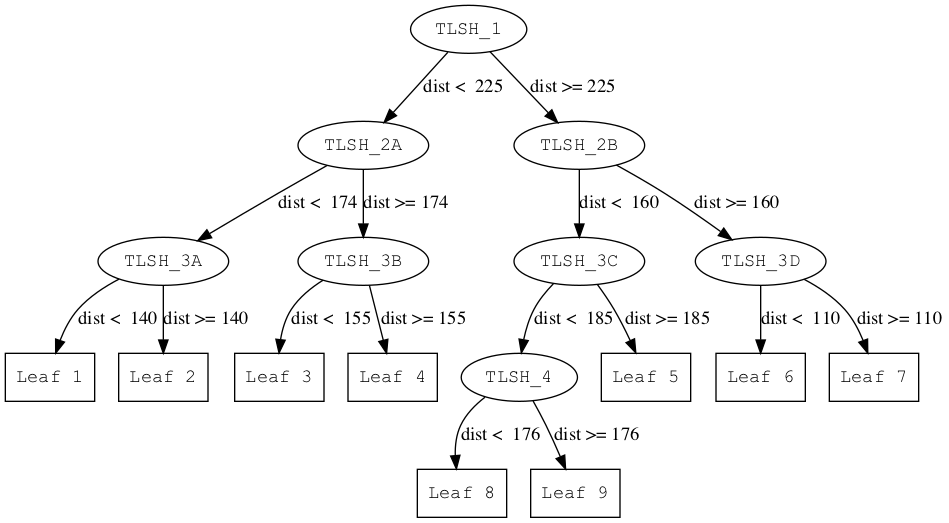 TLSH_1
dist < 225
dist >= 225
TLSH_2A
TLSH_2B
dist < 174
dist >= 174
dist < 160
dist >= 160
TLSH_3A
TLSH_3B
TLSH_3C
TLSH_3D
dist < 140
dist >= 140
dist < 155
dist >= 155
dist < 185
dist >= 185
dist < 110
dist >= 110
Leaf 1
Leaf 2
Leaf 3
Leaf 4
TLSH_4
Leaf 5
Leaf 6
Leaf 7
dist < 176
dist >= 176
Leaf 8
Leaf 9